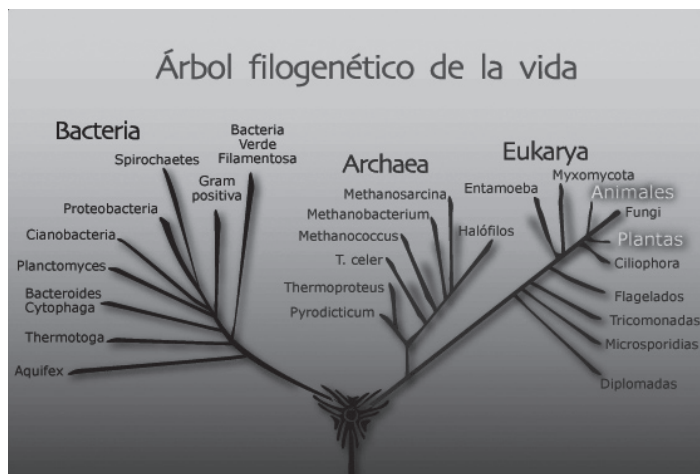 Árbol filogenético de la vida
Bacteria
Spirochaetes
Bacteria
Verde
Filamentosa
Gram
positiva
Proteobacteria
Cianobacteria
Planctomyces
Bacteroides
Cytophaga
Thermotoga
Aquifex
Archaea
Methanosarcina
Methanobacterium
Methanococcus
Halófilos
T. celer
Thermoproteus
Pyrodicticum
Eukarya
Myxomycota
Entamoeba
Animales
Fungi
Plantas
Ciliophora
Flagelados
Tricomonadas
Microsporidias
Diplomadas